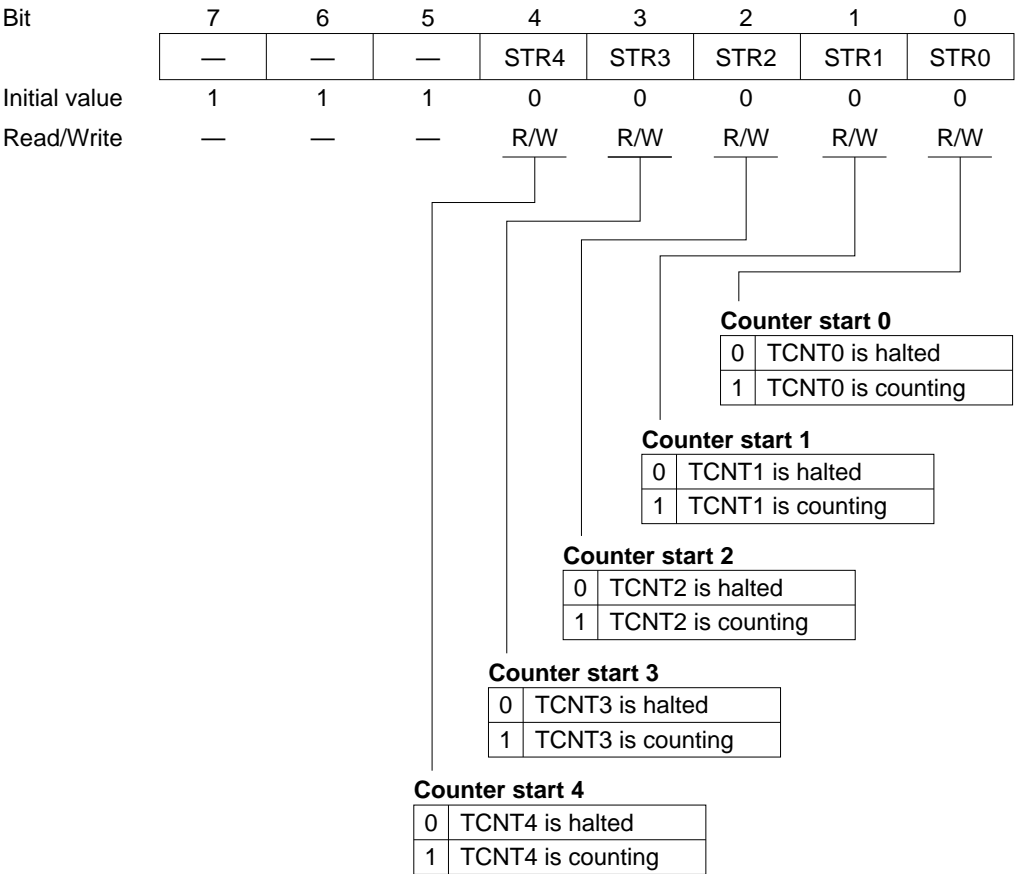 Bit 7 6 5 4 3 2 1 0
— — — STR4 STR3 STR2 STR1 STR0
Initial value 1 1 1 0 0 0 0 0
Read/Write — — — R/W R/W R/W R/W R/W
Counter start 0
0 TCNT0 is halted
1 TCNT0 is counting
Counter start 1
0 TCNT1 is halted
1 TCNT1 is counting
Counter start 2
0 TCNT2 is halted
1 TCNT2 is counting
Counter start 3
0 TCNT3 is halted
1 TCNT3 is counting
Counter start 4
0 TCNT4 is halted
1 TCNT4 is counting